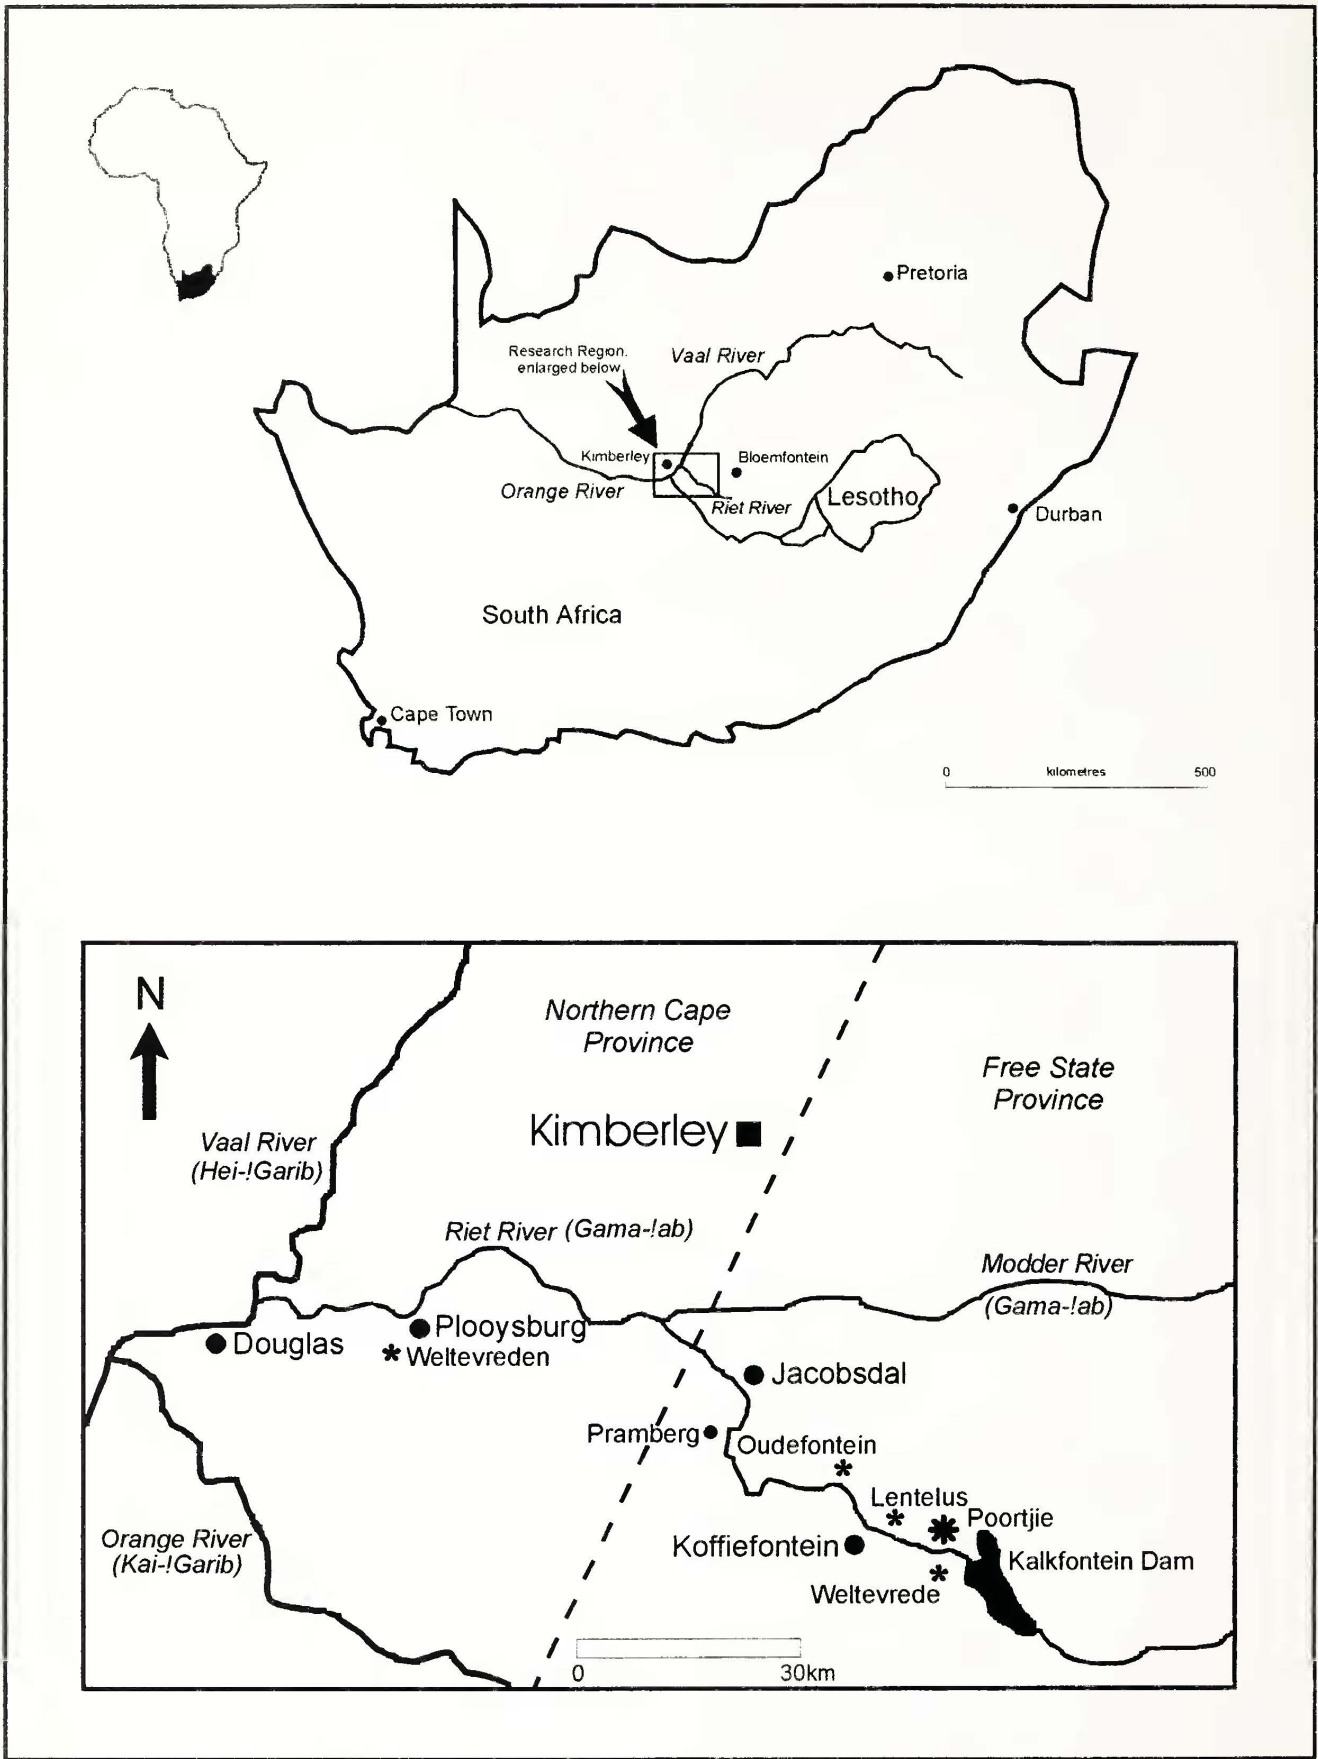 Pretoria
Research Region,
enlarged below
Vaal River
Kimberley
Bloemfontein
Orange River
Riet River
Lesotho
Durban
South Africa
Cape Town
0 kilometres 500
N
Northern Cape
Province
Free State
Province
Kimberley
Vaal River
(Hei-!Garib)
Riet River (Gama-!ab)
Modder River
(Gama-!ab)
Douglas
Plooysburg
Weltevreden
Jacobsdal
Pramberg
Oudefontein
Lentelus
Poortjie
Orange River
(Kai-!Garib)
Koffiefontein
Kalkfontein Dam
Weltevrede
0 30km